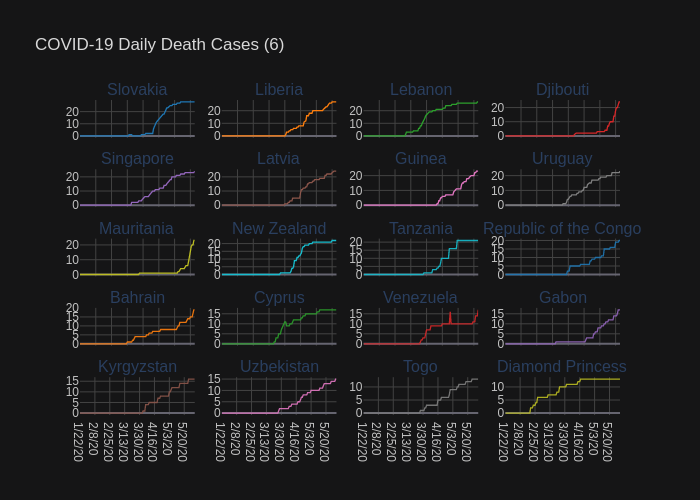 COVID-19 Daily Death Cases (6)
Slovakia Liberia Lebanon Djibouti
20 20 20 20
10 10 10 10
0 0 0 0
Singapore Latvia Guinea Uruguay
20 20 20 20
10 10 10 10
0 0 0 0
Mauritania New Zealand Tanzania Republic of the Congo
20 20 20 20
15 15 15
10 10 10 10
5 5 5
0 0 0 0
Bahrain Cyprus Venezuela Gabon
20
15 15 15 15
10 10 10 10
5 5 5 5
0 0 0 0
Kyrgyzstan Uzbekistan Togo Diamond Princess
15 15
10 10 10 10
5 5 5 5
0 0 0 0
1/22/20 2/8/20 2/25/20 3/13/20 3/30/20 4/16/20 5/3/20 5/20/20 1/22/20 2/8/20 2/25/20 3/13/20 3/30/20 4/16/20 5/3/20 5/20/20 1/22/20 2/8/20 2/25/20 3/13/20 3/30/20 4/16/20 5/3/20 5/20/20 1/22/20 2/8/20 2/25/20 3/13/20 3/30/20 4/16/20 5/3/20 5/20/20